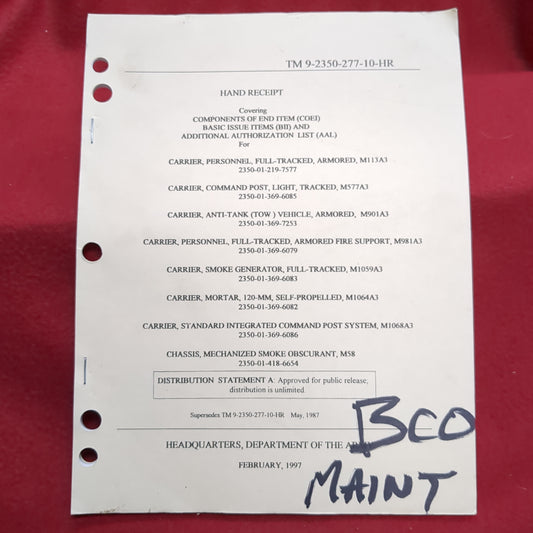 TM 9-2350-277-10-HR
HAND RECEIPT
Covering
COMPONENTS OF END ITEM (COEI)
BASIC ISSUE ITEMS (BII) AND
ADDITIONAL AUTHORIZATION LIST (AAL)
For
CARRIER, PERSONNEL, FULL-TRACKED, ARMORED, M113A3
2350-01-219-7577
CARRIER, COMMAND POST, LIGHT, TRACKED, M577A3
2350-01-369-6085
CARRIER, ANTI-TANK (TOW ) VEHICLE, ARMORED, M901A3
2350-01-369-7253
CARRIER, PERSONNEL, FULL-TRACKED, ARMORED FIRE SUPPORT, M981A3
2350-01-369-6079
CARRIER, SMOKE GENERATOR, FULL-TRACKED, M1059A3
2350-01-369-6083
CARRIER, MORTAR, 120-MM, SELF-PROPELLED, M1064A3
2350-01-369-6082
CARRIER, STANDARD INTEGRATED COMMAND POST SYSTEM, M1068A3
2350-01-369-6086
CHASSIS, MECHANIZED SMOKE OBSCURANT, M58
2350-01-418-6654
DISTRIBUTION STATEMENT A: Approved for public release;
distribution is unlimited.
Supersedes TM 9-2350-277-10-HR May, 1987
BCO
HEADQUARTERS, DEPARTMENT OF THE ARMY
FEBRUARY, 1997
MAINT